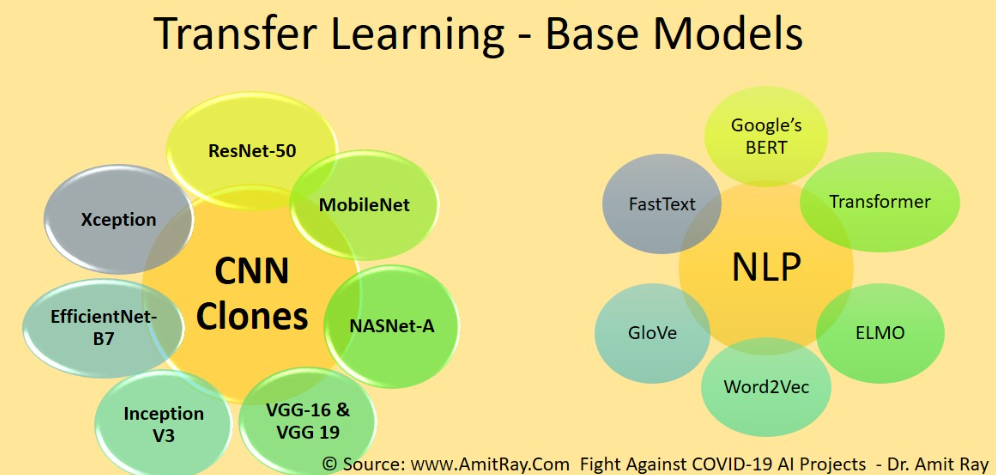 Transfer Learning - Base Models
ResNet-50
MobileNet
NASNet-A
VGG-16 &
VGG 19
Inception
V3
EfficientNet-
B7
Xception
CNN
Clones
Google's
BERT
Transformer
ELMO
Word2Vec
GloVe
FastText
NLP
© Source: www.AmitRay.Com  Fight Against COVID-19 AI Projects  - Dr. Amit Ray